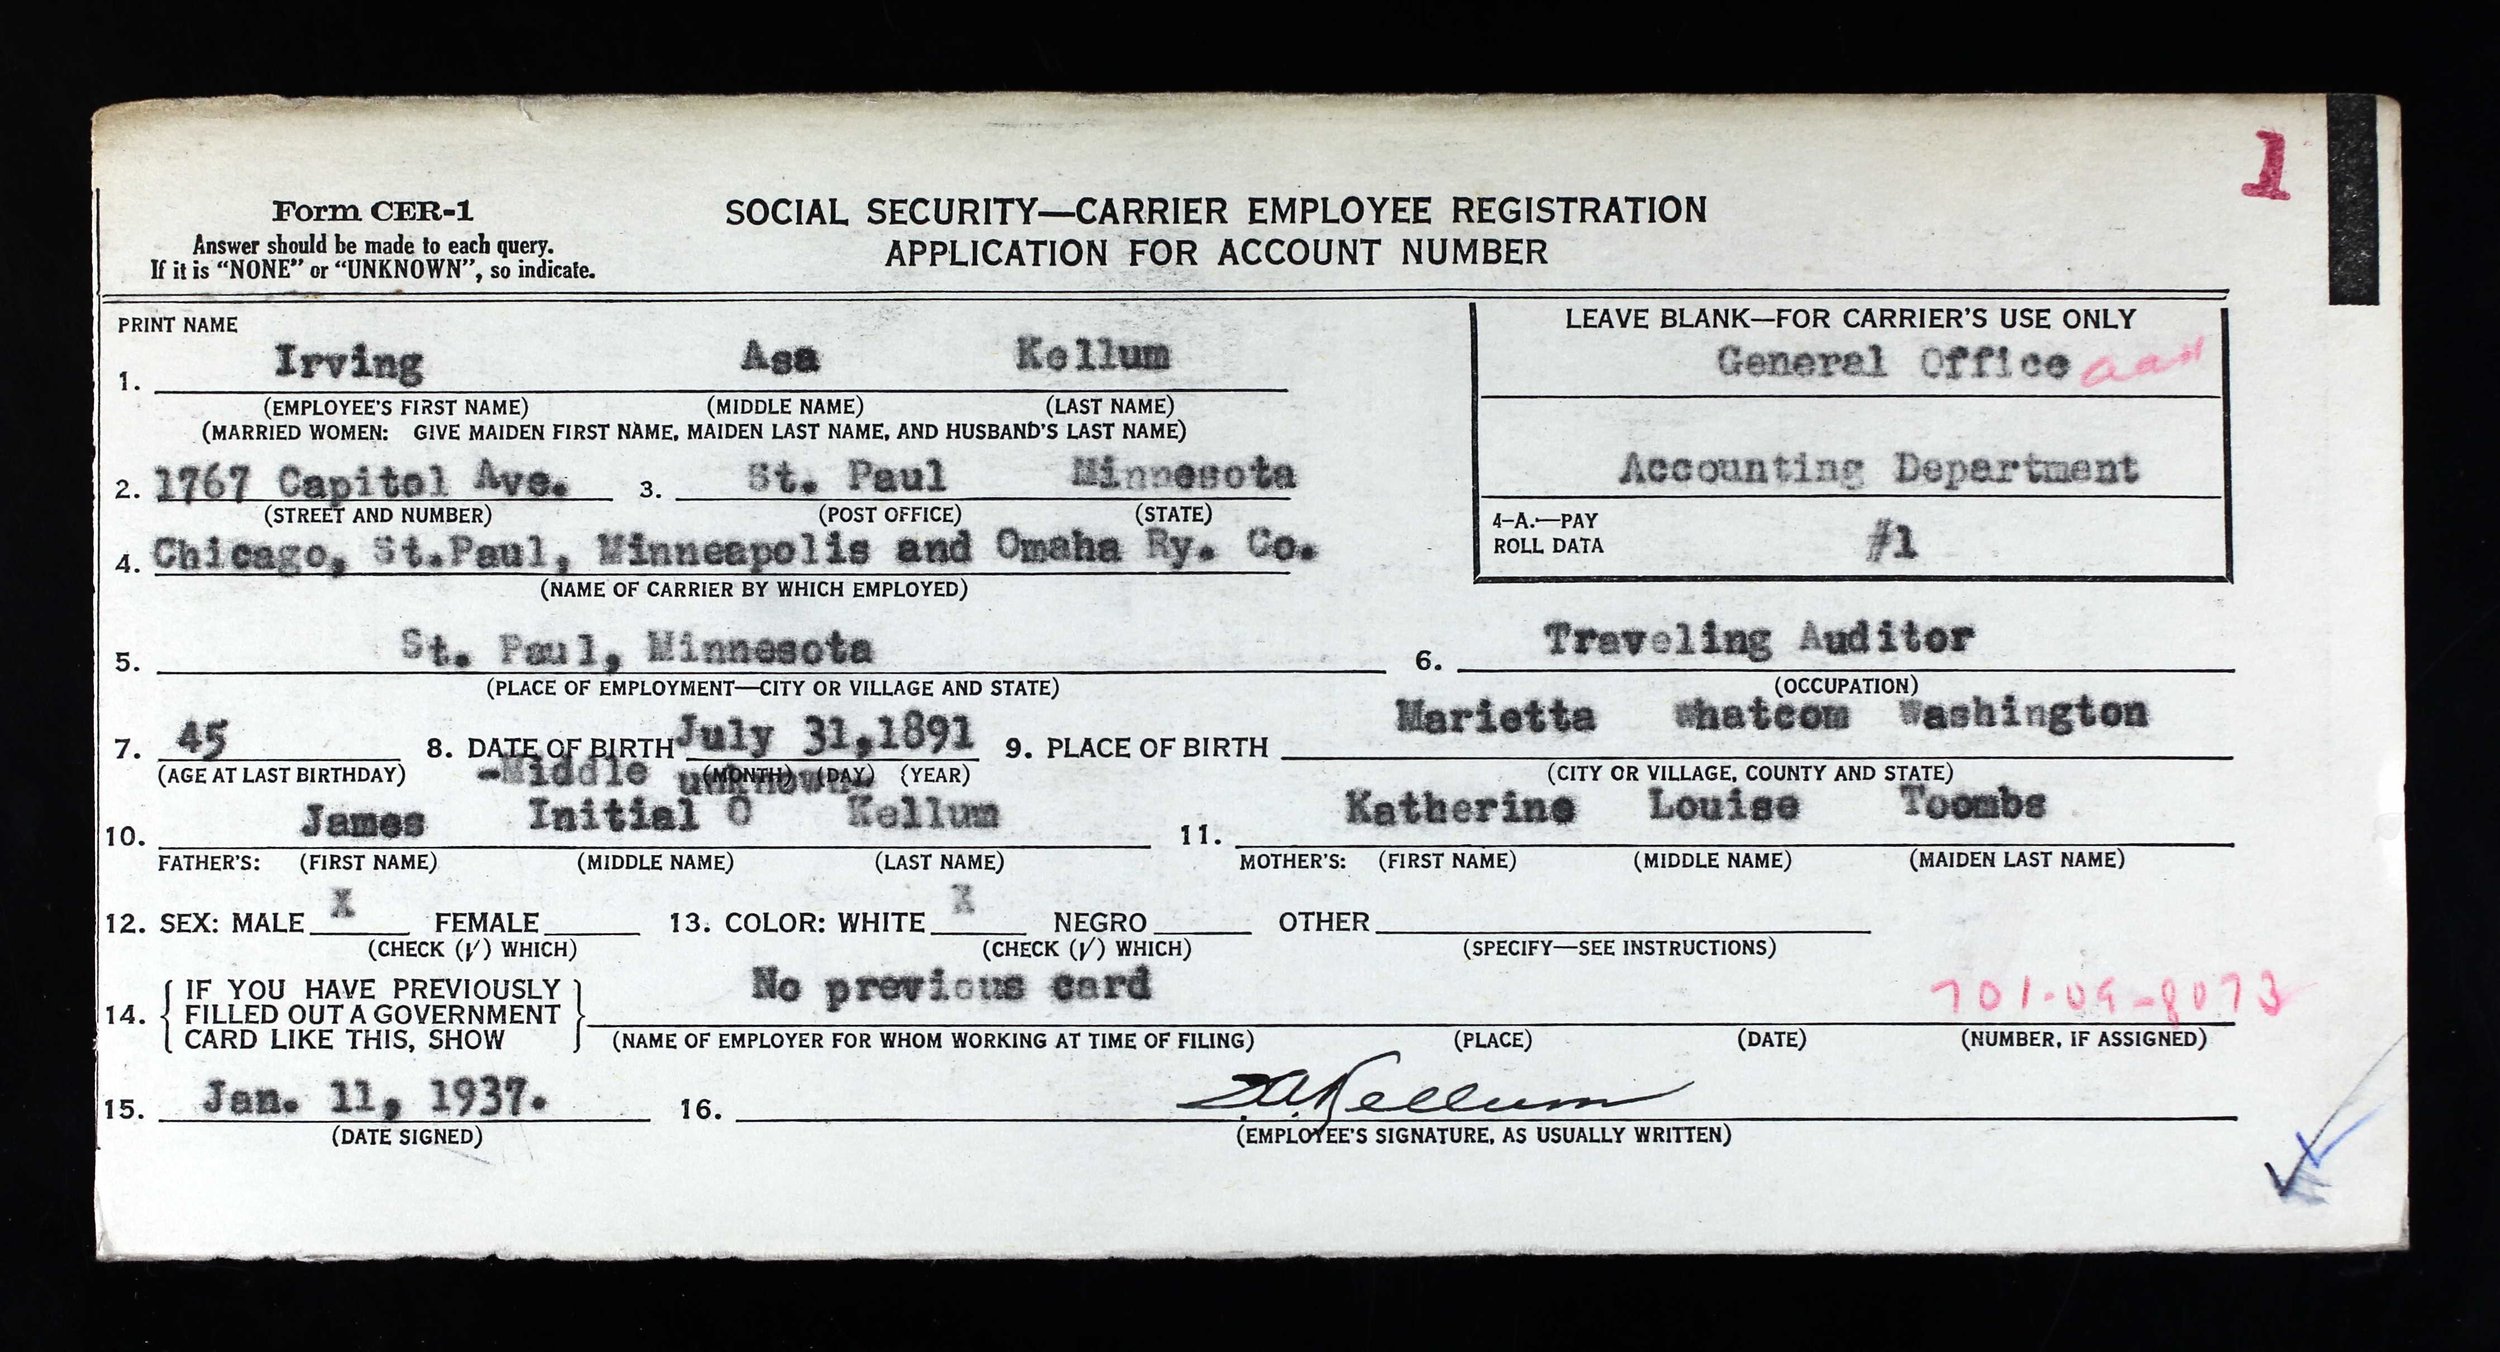 1
Form CER-1
Answer should be made to each query.
If it is "NONE" or "UNKNOWN", so indicate.
SOCIAL SECURITY—CARRIER EMPLOYEE REGISTRATION
APPLICATION FOR ACCOUNT NUMBER
PRINT NAME
1. Irving Asa Kellum
(EMPLOYEE'S FIRST NAME) (MIDDLE NAME) (LAST NAME)
(MARRIED WOMEN: GIVE MAIDEN FIRST NAME, MAIDEN LAST NAME, AND HUSBAND'S LAST NAME)
LEAVE BLANK—FOR CARRIER'S USE ONLY
General Office
Accounting Department
4-A.—PAY
ROLL DATA #1
2. 1767 Capitol Ave. 3. St. Paul Minnesota
(STREET AND NUMBER) (POST OFFICE) (STATE)
4. Chicago, St.Paul, Minneapolis and Omaha Ry. Co.
(NAME OF CARRIER BY WHICH EMPLOYED)
5. St. Paul, Minnesota 6. Traveling Auditor
(PLACE OF EMPLOYMENT—CITY OR VILLAGE AND STATE) (OCCUPATION)
7. 45 8. DATE OF BIRTH July 31,1891 9. PLACE OF BIRTH Marietta Whatcom Washington
(AGE AT LAST BIRTHDAY) (MONTH) (DAY) (YEAR) (CITY OR VILLAGE, COUNTY AND STATE)
-Middle unknown
10. James Initial O Kellum 11. Katherine Louise Toombs
FATHER'S: (FIRST NAME) (MIDDLE NAME) (LAST NAME) MOTHER'S: (FIRST NAME) (MIDDLE NAME) (MAIDEN LAST NAME)
12. SEX: MALE X FEMALE 13. COLOR: WHITE X NEGRO OTHER
(CHECK (√) WHICH) (CHECK (√) WHICH) (SPECIFY—SEE INSTRUCTIONS)
14. IF YOU HAVE PREVIOUSLY
FILLED OUT A GOVERNMENT
CARD LIKE THIS, SHOW
No previous card 701-09-8073
(NAME OF EMPLOYER FOR WHOM WORKING AT TIME OF FILING) (PLACE) (DATE) (NUMBER, IF ASSIGNED)
15. Jan. 11, 1937. 16. I.A.Kellum
(DATE SIGNED) (EMPLOYEE'S SIGNATURE, AS USUALLY WRITTEN)